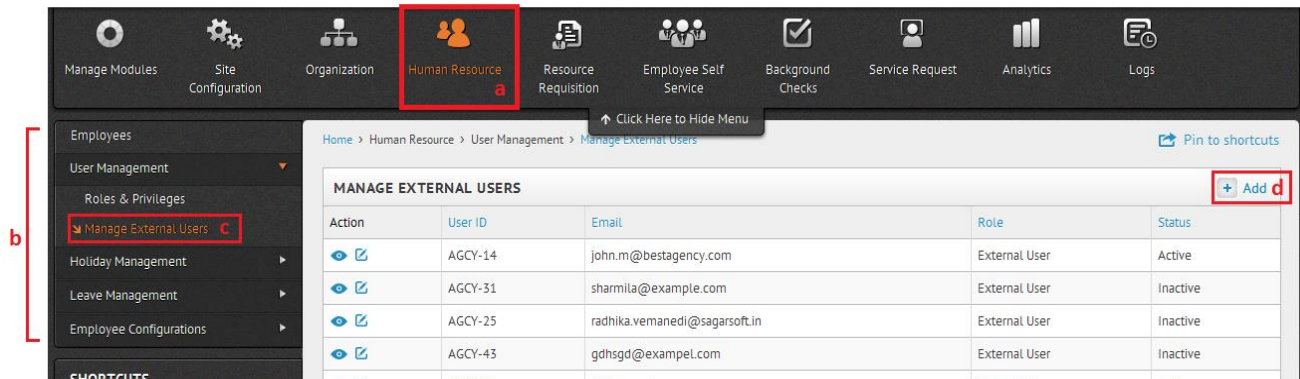 Manage Modules
Site
Configuration
Organization
Human Resource
a
Resource
Requisition
Employee Self
Service
Background
Checks
Service Request
Analytics
Logs
Click Here to Hide Menu
b
Employees
User Management
Roles & Privileges
Manage External Users C
Holiday Management
Leave Management
Employee Configurations
SHORTCUTS
Home > Human Resource > User Management > Manage External Users
Pin to shortcuts
MANAGE EXTERNAL USERS
+ Add d
Action User ID Email Role Status
AGCY-14 john.m@bestagency.com External User Active
AGCY-31 sharmila@example.com External User Inactive
AGCY-25 radhika.vemanedi@sagarsoft.in External User Inactive
AGCY-43 gdhsgd@exampel.com External User Inactive